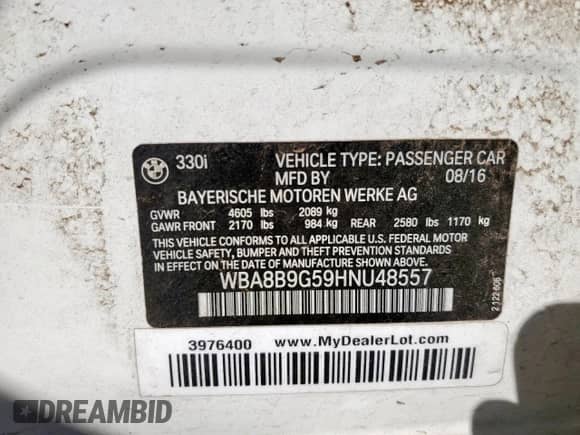 BMW
330i VEHICLE TYPE: PASSENGER CAR
MFD BY 08/16
BAYERISCHE MOTOREN WERKE AG
GVWR 4605 lbs 2089 kg
GAWR FRONT 2170 lbs 984 kg REAR 2580 lbs 1170 kg
THIS VEHICLE CONFORMS TO ALL APPLICABLE U.S. FEDERAL MOTOR
VEHICLE SAFETY, BUMPER AND THEFT PREVENTION STANDARDS
IN EFFECT ON THE DATE OF MANUFACTURE SHOWN ABOVE.
WBA8B9G59HNU48557
3976400 www.MyDealerLot.com
DREAMBID